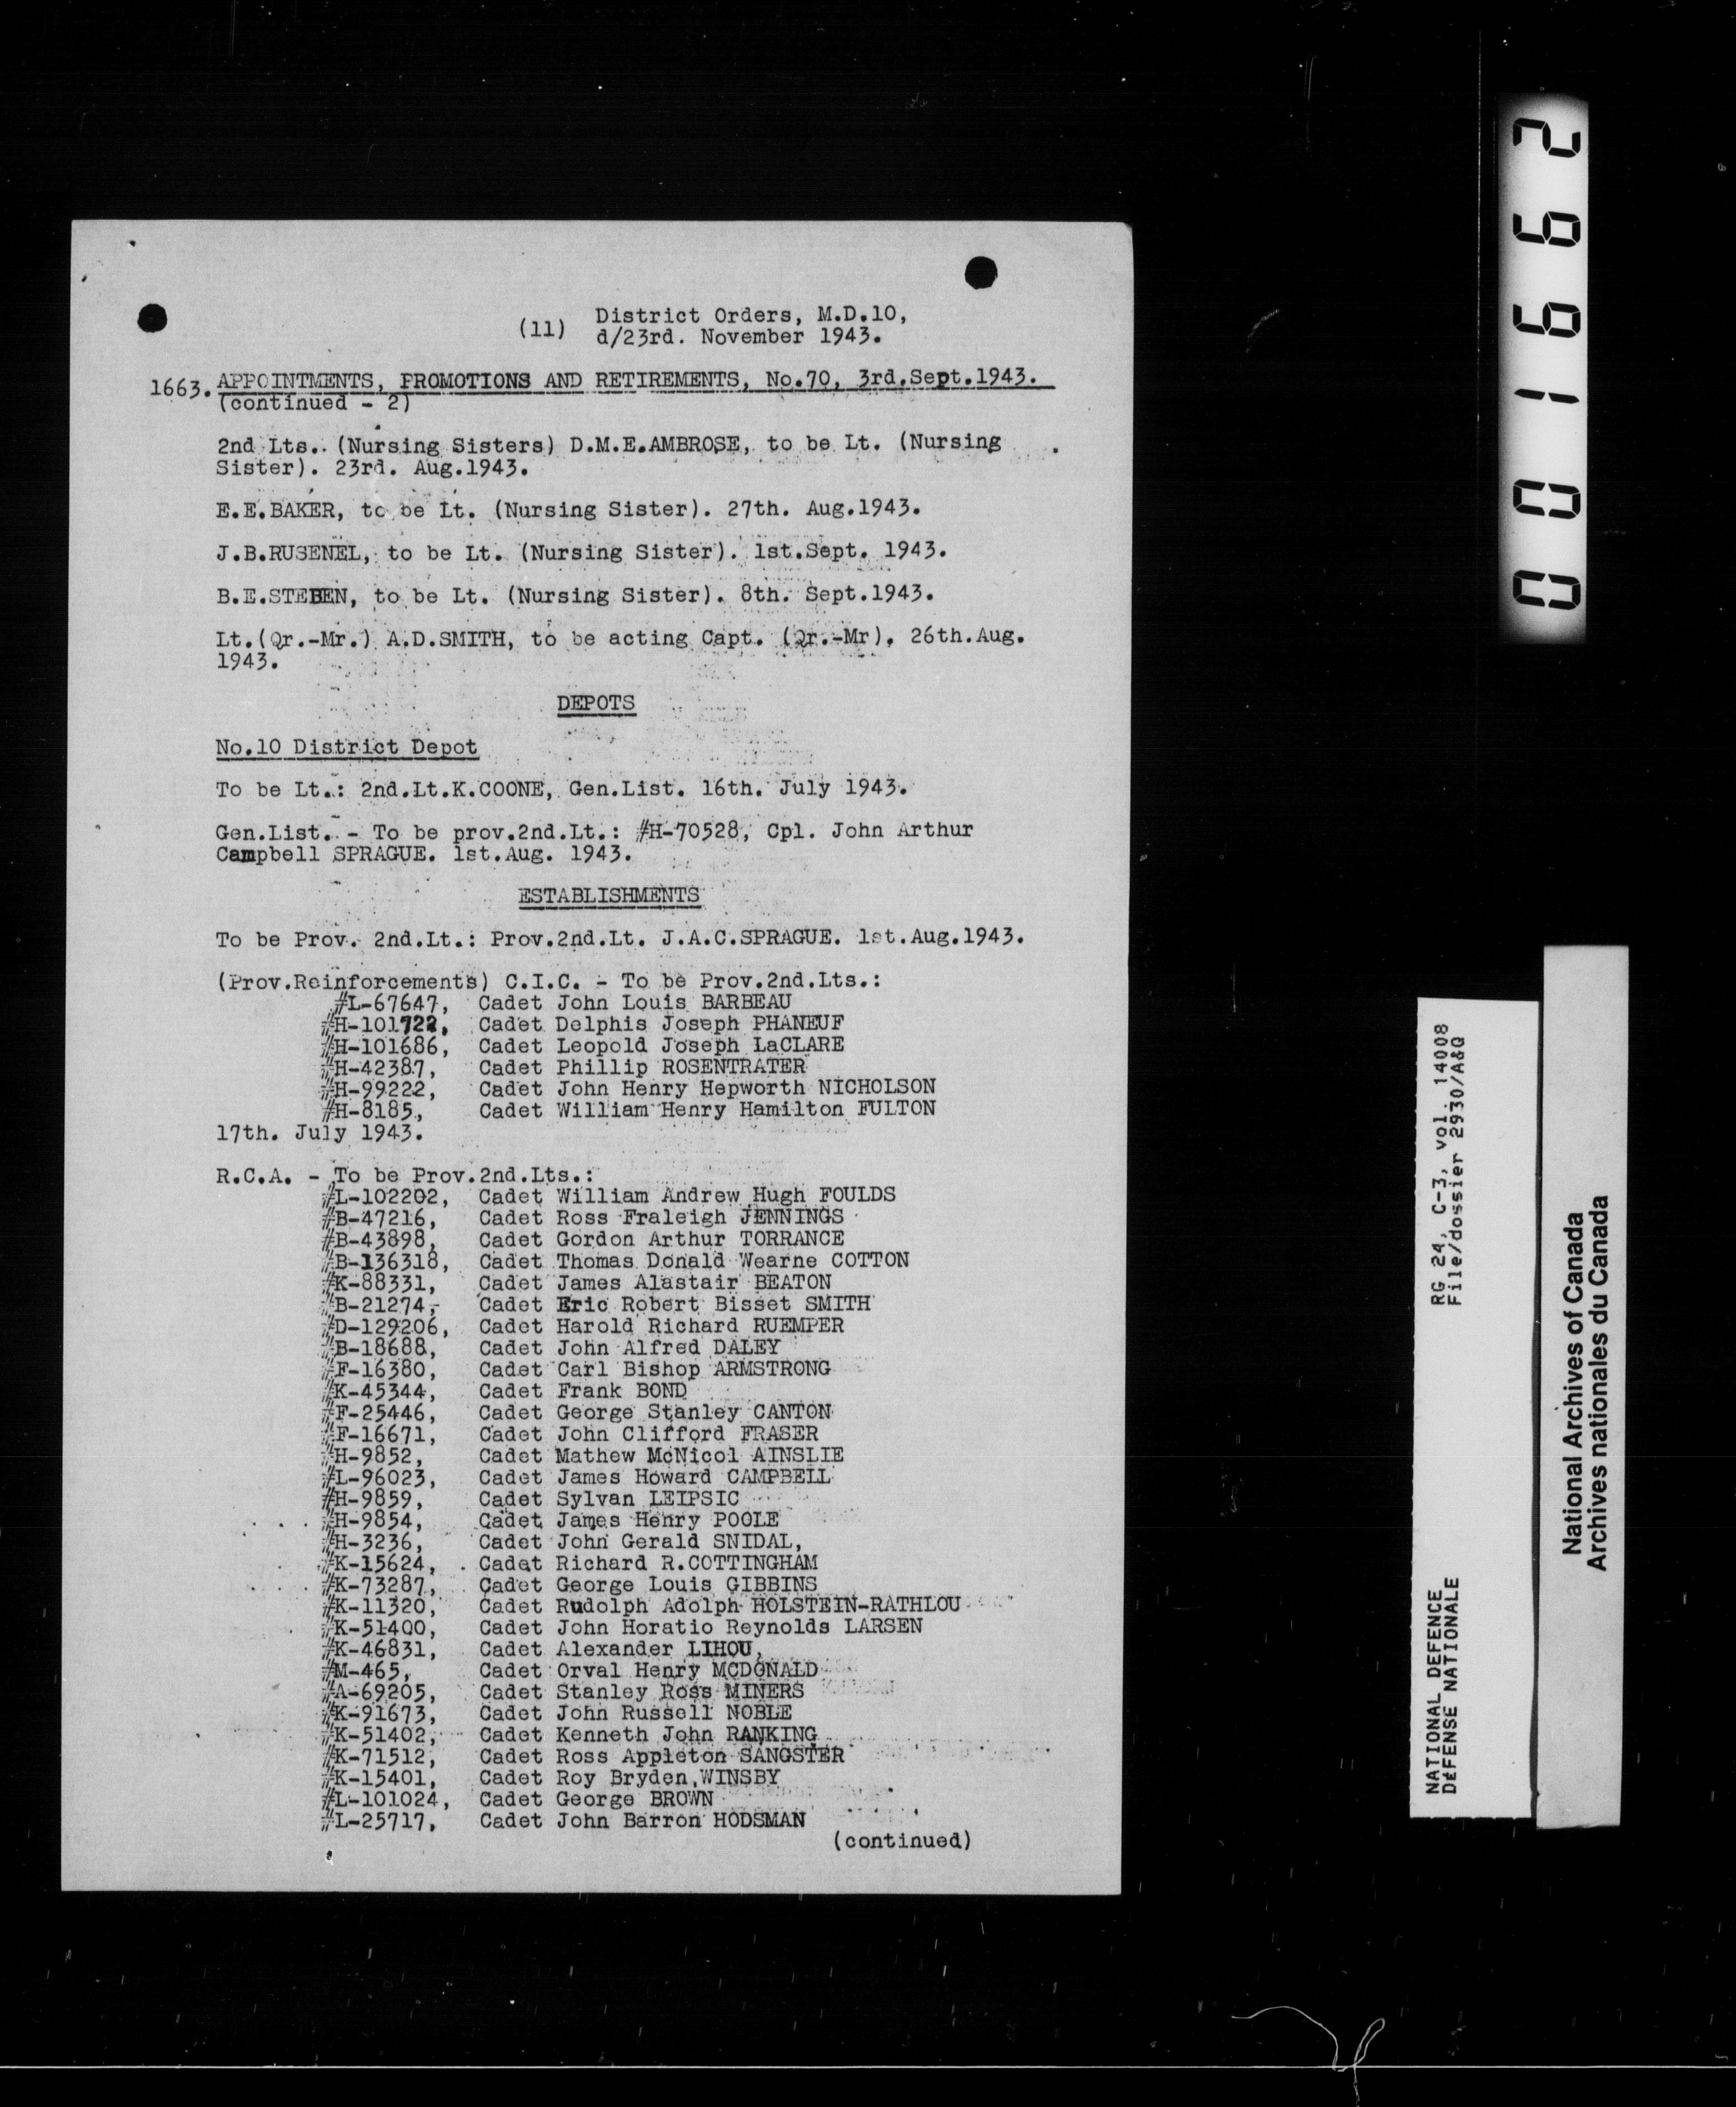 (11)
District Orders, M.D.10,
d/23rd. November 1943.
1663. APPOINTMENTS, PROMOTIONS AND RETIREMENTS, No.70, 3rd.Sept.1943.
(continued - 2)
2nd Lts. (Nursing Sisters) D.M.E.AMBROSE, to be Lt. (Nursing
Sister). 23rd. Aug.1943.
E.E.BAKER, to be Lt. (Nursing Sister). 27th. Aug.1943.
J.B.RUSENEL, to be Lt. (Nursing Sister). 1st.Sept. 1943.
B.E.STEBEN, to be Lt. (Nursing Sister). 8th. Sept.1943.
Lt.(Qr.-Mr.) A.D.SMITH, to be acting Capt. (Qr.-Mr), 26th.Aug.
1943.
DEPOTS
No.10 District Depot
To be Lt.: 2nd.Lt.K.COONE, Gen.List. 16th. July 1943.
Gen.List. - To be prov.2nd.Lt.: #H-70528, Cpl. John Arthur
Campbell SPRAGUE. 1st.Aug. 1943.
ESTABLISHMENTS
To be Prov. 2nd.Lt.: Prov.2nd.Lt. J.A.C.SPRAGUE. 1st.Aug.1943.
(Prov.Reinforcements) C.I.C. - To be Prov.2nd.Lts.:
#L-67647, Cadet John Louis BARBEAU
#H-101722, Cadet Delphis Joseph PHANEUF
#H-101686, Cadet Leopold Joseph LaCLARE
#H-42387, Cadet Phillip ROSENTRATER
#H-99222, Cadet John Henry Hepworth NICHOLSON
#H-8185, Cadet William Henry Hamilton FULTON
17th. July 1943.
R.C.A. - To be Prov.2nd.Lts.:
#L-102202, Cadet William Andrew Hugh FOULDS
#B-47216, Cadet Ross Fraleigh JENNINGS
#B-43898, Cadet Gordon Arthur TORRANCE
#B-136318, Cadet Thomas Donald Wearne COTTON
#K-88331, Cadet James Alastair BEATON
#B-21274, Cadet Eric Robert Bisset SMITH
#D-129206, Cadet Harold Richard RUEMPER
#B-18688, Cadet John Alfred DALEY
#F-16380, Cadet Carl Bishop ARMSTRONG
#K-45344, Cadet Frank BOND
#F-25446, Cadet George Stanley CANTON
#F-16671, Cadet John Clifford FRASER
#H-9852, Cadet Mathew McNicol AINSLIE
#L-96023, Cadet James Howard CAMPBELL
#H-9859, Cadet Sylvan LEIPSIC
#H-9854, Cadet James Henry POOLE
#H-3236, Cadet John Gerald SNIDAL,
#K-15624, Cadet Richard R.COTTINGHAM
#K-73287, Cadet George Louis GIBBINS
#K-11320, Cadet Rudolph Adolph HOLSTEIN-RATHLOU
#K-51400, Cadet John Horatio Reynolds LARSEN
#K-46831, Cadet Alexander LIHOU,
#M-465, Cadet Orval Henry MCDONALD
#A-69205, Cadet Stanley Ross MINERS
#K-91673, Cadet John Russell NOBLE
#K-51402, Cadet Kenneth John RANKING
#K-71512, Cadet Ross Appleton SANGSTER
#K-15401, Cadet Roy Bryden WINSBY
#L-101024, Cadet George BROWN
#L-25717, Cadet John Barron HODSMAN
(continued)
001662
NATIONAL DEFENCE
DéFENSE NATIONALE
RG 24, C-3, vol. 14008
File/dossier 2930/A&Q
National Archives of Canada
Archives nationales du Canada